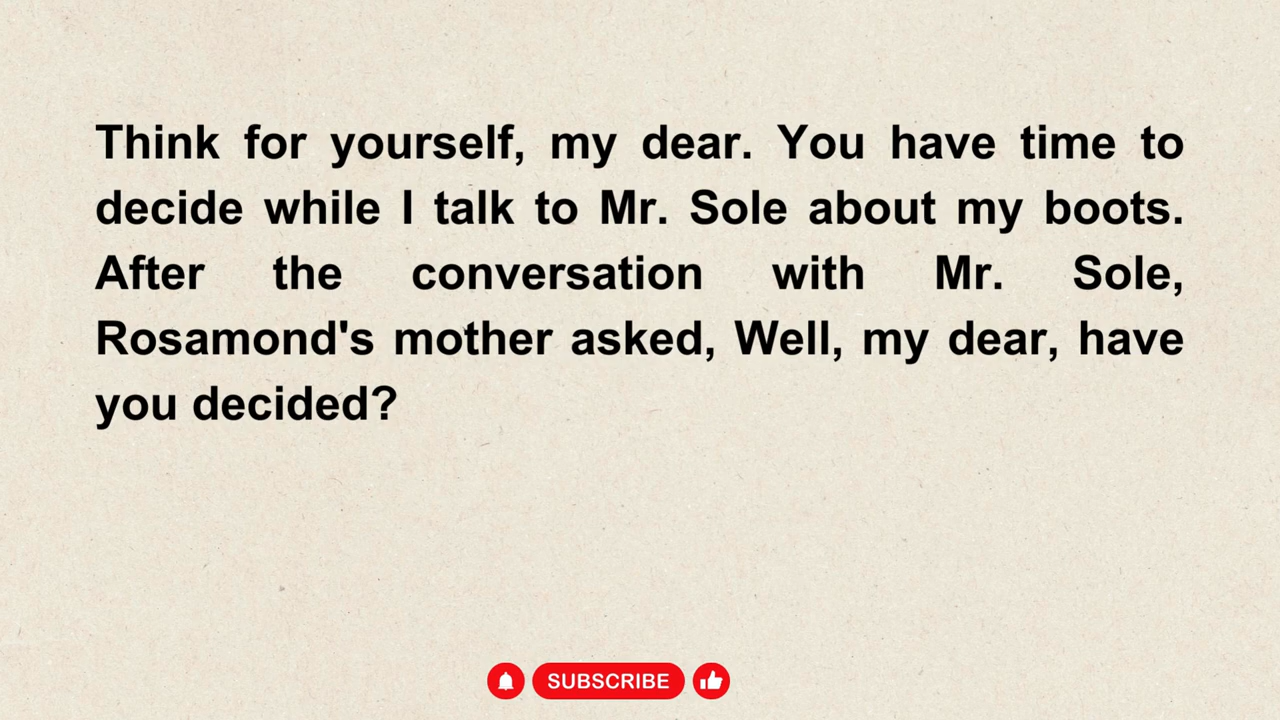 Think for yourself, my dear. You have time to
decide while I talk to Mr. Sole about my boots.
After the conversation with Mr. Sole,
Rosamond's mother asked, Well, my dear, have
you decided?
SUBSCRIBE